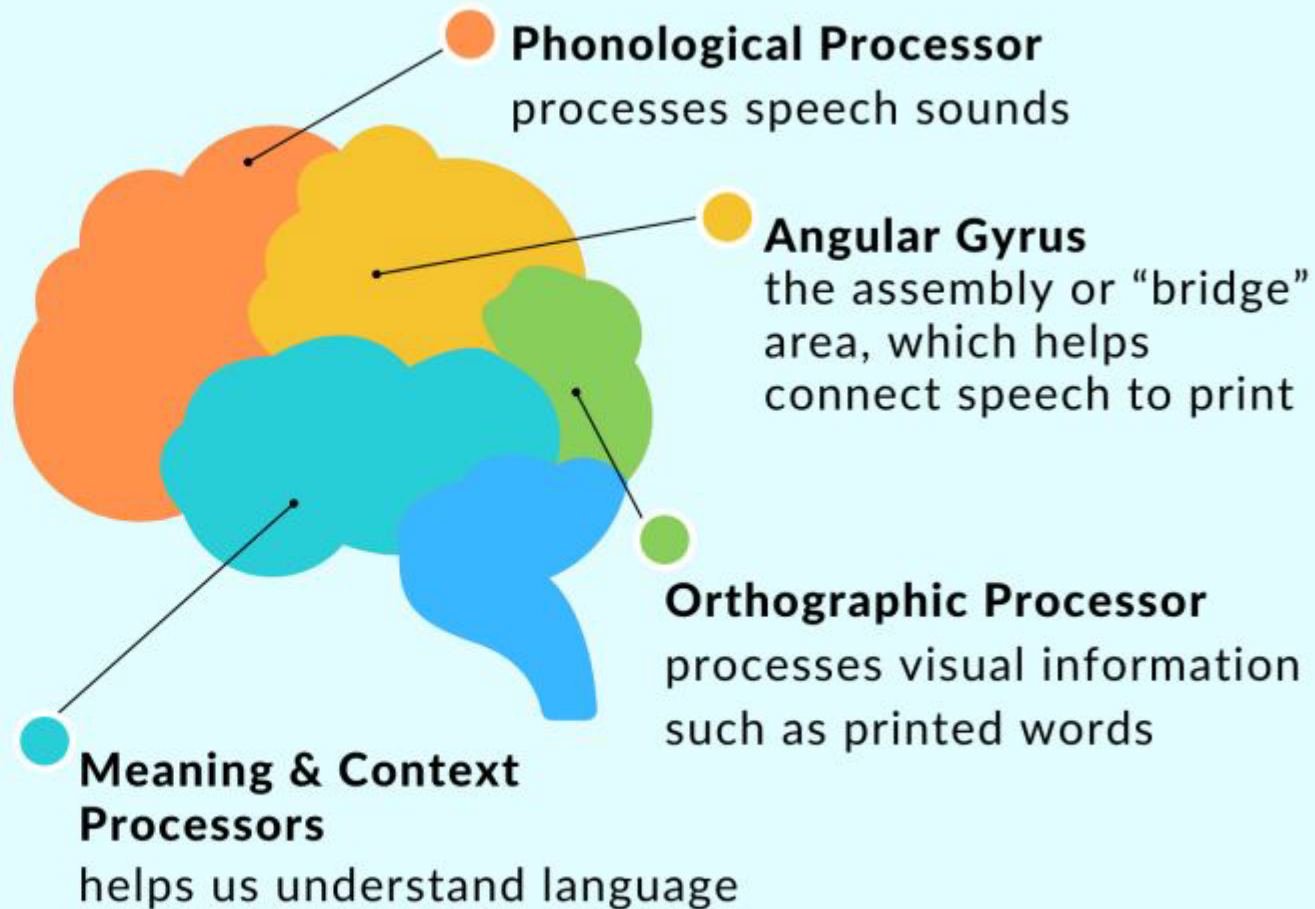 Phonological Processor
processes speech sounds
Angular Gyrus
the assembly or “bridge”
area, which helps
connect speech to print
Orthographic Processor
processes visual information
such as printed words
Meaning & Context
Processors
helps us understand language